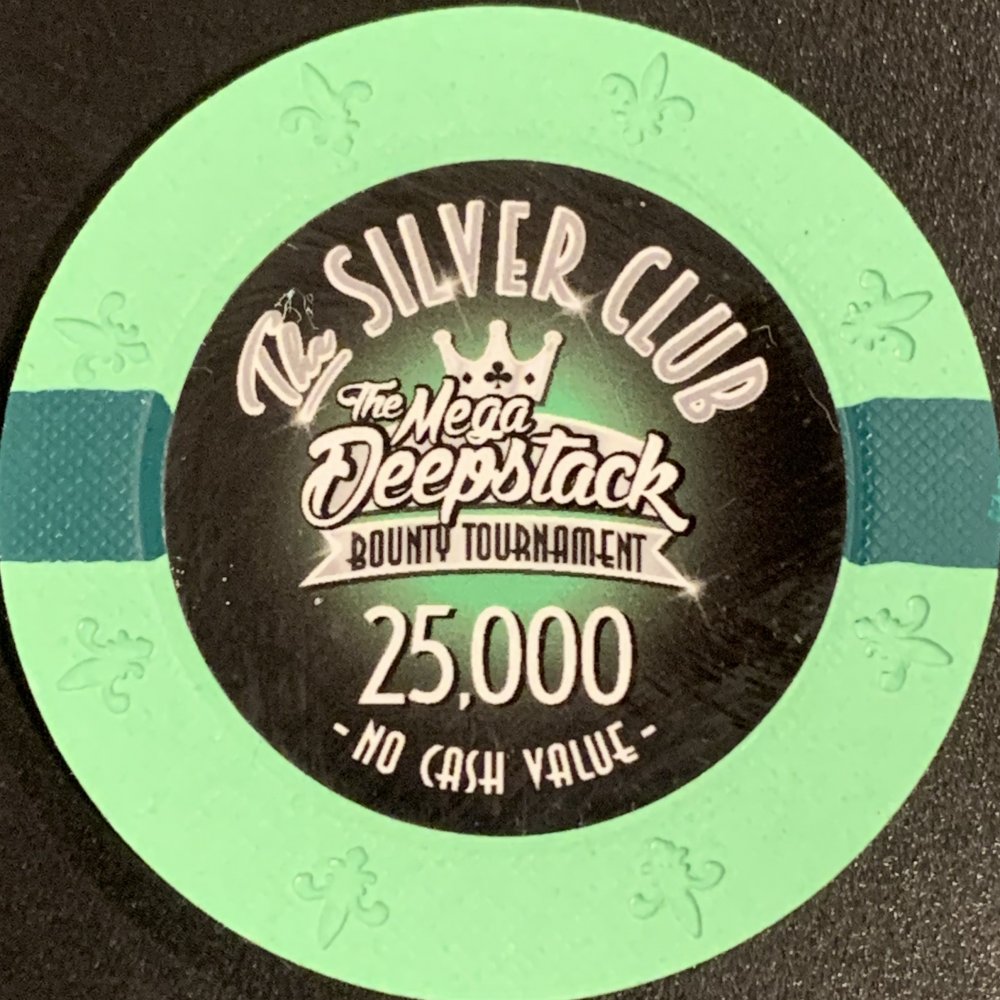 The SILVER CLUB
The Mega
Deepstack
BOUNTY TOURNAMENT
25,000
- NO CASH VALUE -